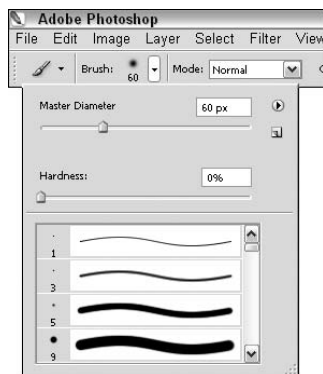 Adobe Photoshop
File Edit Image Layer Select Filter View
Brush: 60 Mode: Normal
Master Diameter 60 px
Hardness: 0%
1
3
5
9